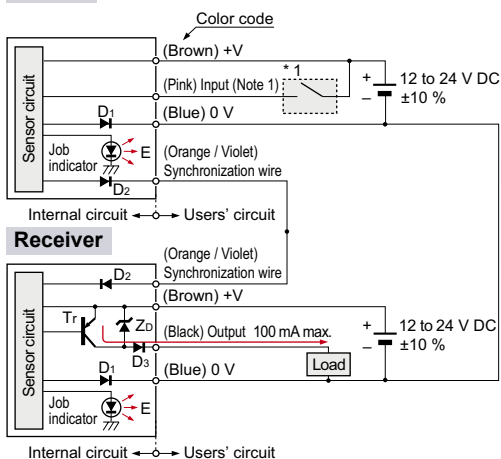 Color code
(Brown) +V
* 1
(Pink) Input (Note 1)
+
–
12 to 24 V DC
±10 %
(Blue) 0 V
D1
Sensor circuit
Job
indicator
E
(Orange / Violet)
Synchronization wire
D2
Internal circuit
Users' circuit
Receiver
(Orange / Violet)
Synchronization wire
D2
(Brown) +V
Tr
ZD
(Black) Output 100 mA max.
+
–
12 to 24 V DC
±10 %
D3
Load
Sensor circuit
D1
(Blue) 0 V
Job
indicator
E
Internal circuit
Users' circuit